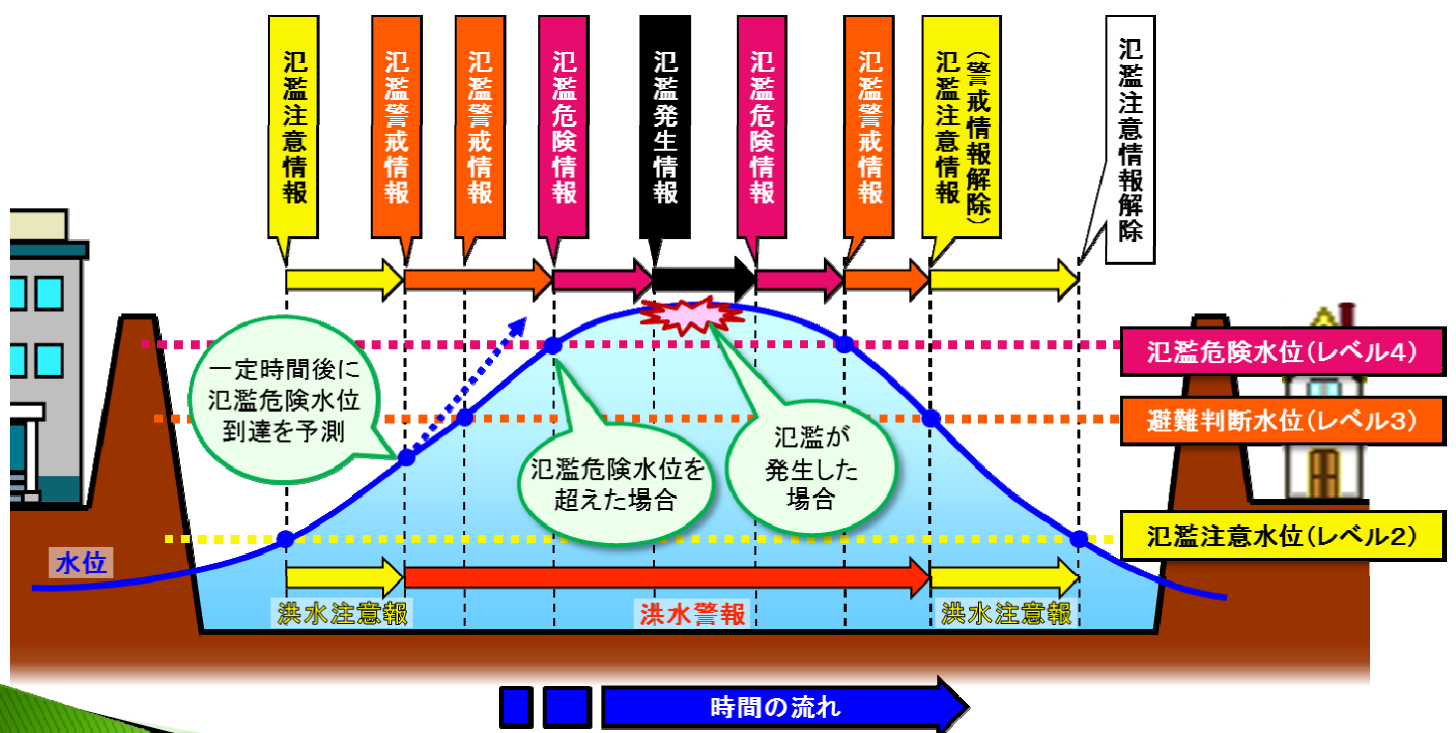 氾濫注意情報
氾濫警戒情報
氾濫警戒情報
氾濫危険情報
氾濫発生情報
氾濫危険情報
氾濫警戒情報
氾濫注意情報
(警戒情報解除)
氾濫注意情報解除
一定時間後に
氾濫危険水位
到達を予測
氾濫危険水位を
超えた場合
氾濫が
発生した
場合
氾濫危険水位(レベル4)
避難判断水位(レベル3)
氾濫注意水位(レベル2)
水位
洪水注意報
洪水警報
洪水注意報
時間の流れ